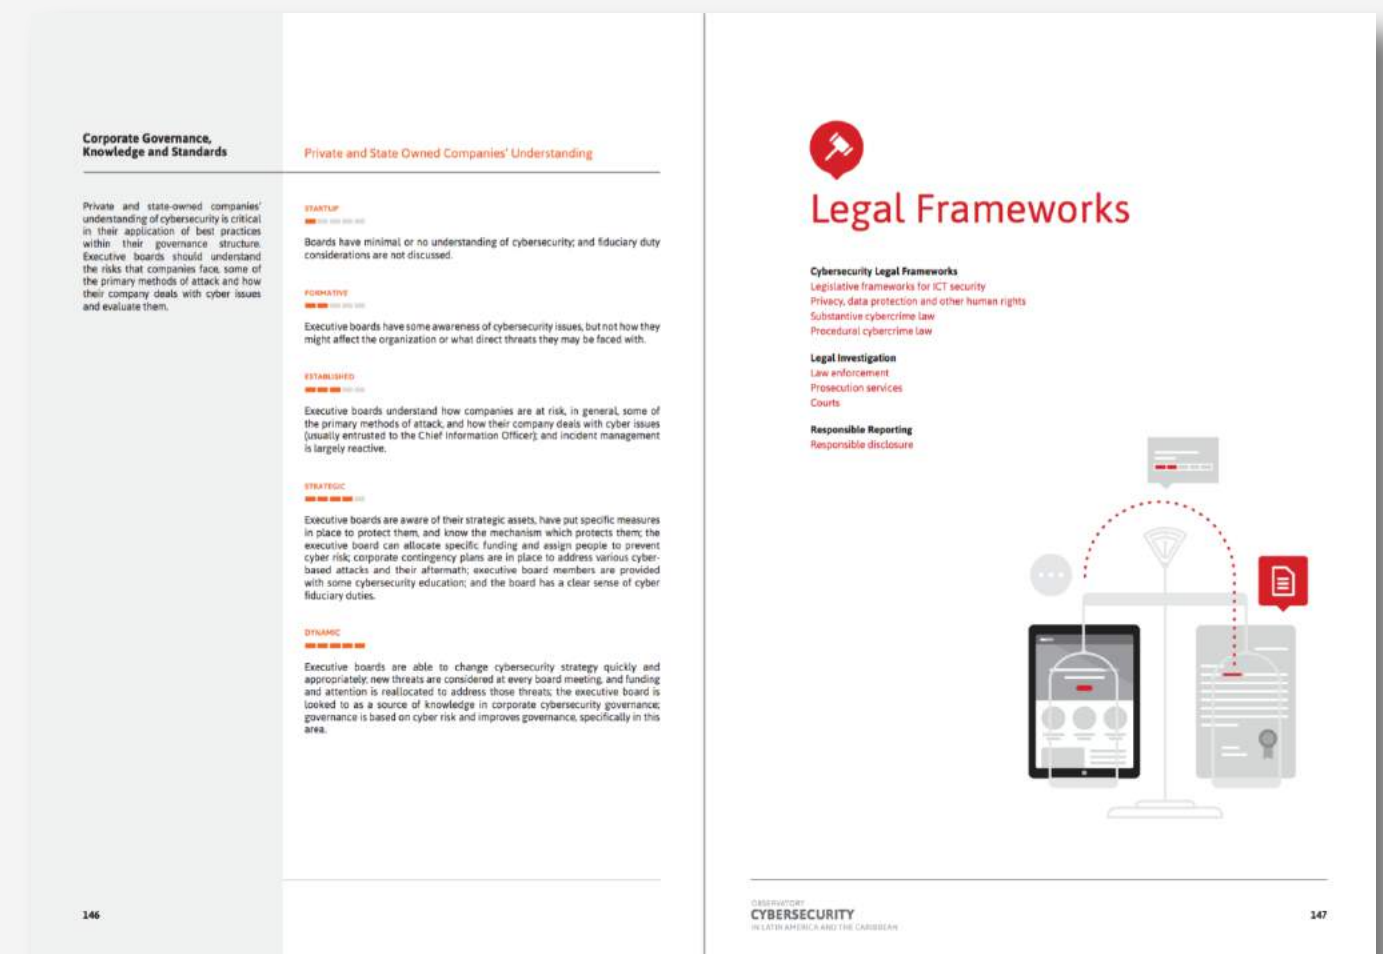 Corporate Governance,
Knowledge and Standards
Private and State Owned Companies' Understanding
Private and state-owned companies'
understanding of cybersecurity is critical
in their application of best practices
within their governance structure.
Executive boards should understand
the risks that companies face, some of
the primary methods of attack and how
their company deals with cyber issues
and evaluate them.
STARTUP
Boards have minimal or no understanding of cybersecurity; and fiduciary duty
considerations are not discussed.
FORMATIVE
Executive boards have some awareness of cybersecurity issues, but not how they
might affect the organization or what direct threats they may be faced with.
ESTABLISHED
Executive boards understand how companies are at risk, in general, some of
the primary methods of attack, and how their company deals with cyber issues
(usually entrusted to the Chief Information Officer); and incident management
is largely reactive.
STRATEGIC
Executive boards are aware of their strategic assets, have put specific measures
in place to protect them, and know the mechanism which protects them; the
executive board can allocate specific funding and assign people to prevent
cyber risk; corporate contingency plans are in place to address various cyber-
based attacks and their aftermath; executive board members are provided
with some cybersecurity education; and the board has a clear sense of cyber
fiduciary duties.
DYNAMIC
Executive boards are able to change cybersecurity strategy quickly and
appropriately; new threats are considered at every board meeting, and funding
and attention is reallocated to address those threats; the executive board is
looked to as a source of knowledge in corporate cybersecurity governance;
governance is based on cyber risk and improves governance, specifically in this
area.
146
Legal Frameworks
Cybersecurity Legal Frameworks
Legislative frameworks for ICT security
Privacy, data protection and other human rights
Substantive cybercrime law
Procedural cybercrime law
Legal Investigation
Law enforcement
Prosecution services
Courts
Responsible Reporting
Responsible disclosure
OBSERVATORY
CYBERSECURITY
IN LATIN AMERICA AND THE CARIBBEAN
147